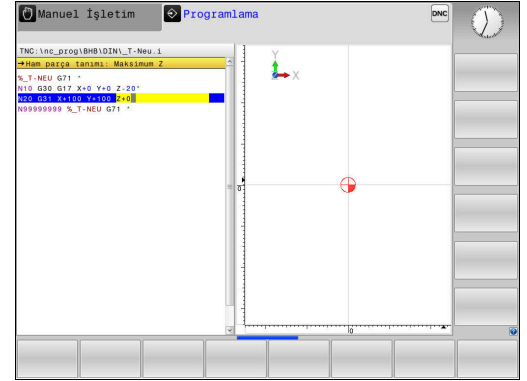 Manuel İşletim
Programlama
DNC
TNC:\nc_prog\BHB\DIN\_T-Neu.i
→Ham parça tanımı: Maksimum Z
%_T-NEU G71 *
N10 G30 G17 X+0 Y+0 Z-20*
N20 G31 X+100 Y+100 Z+0
N99999999 %_T-NEU G71 *
Y
X
0
0